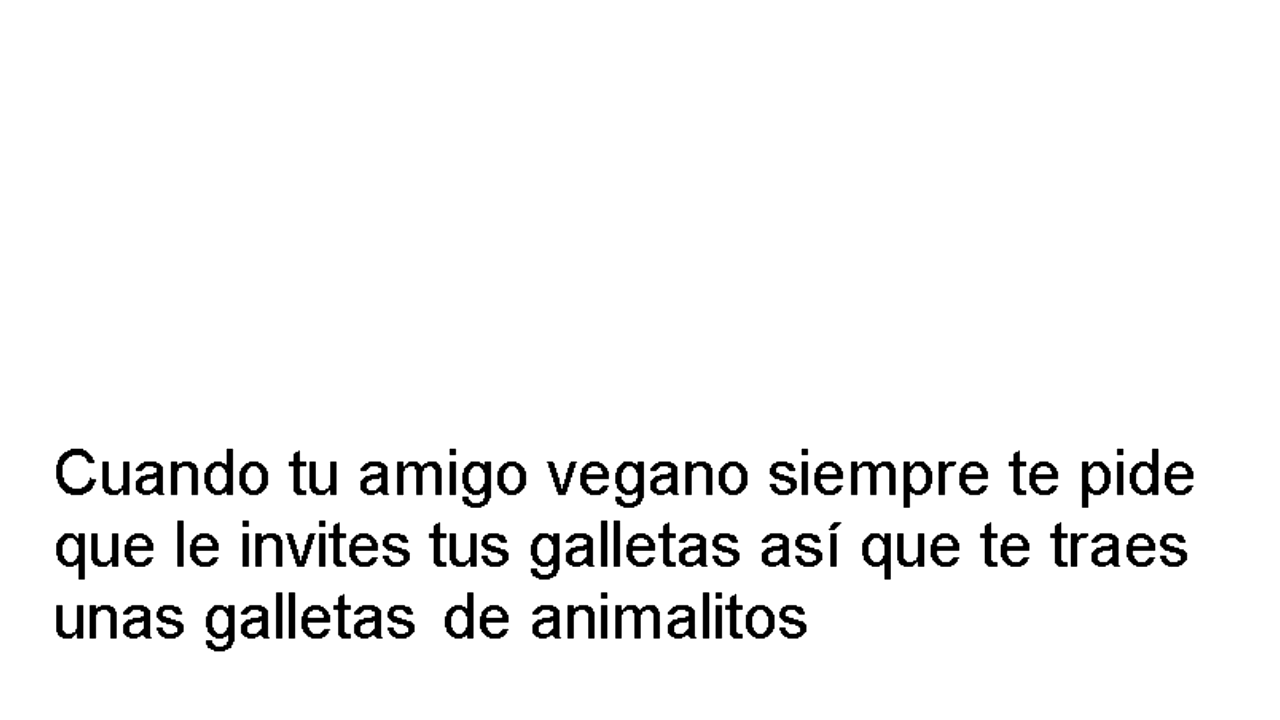 Cuando tu amigo vegano siempre te pide
que le invites tus galletas así que te traes
unas galletas de animalitos